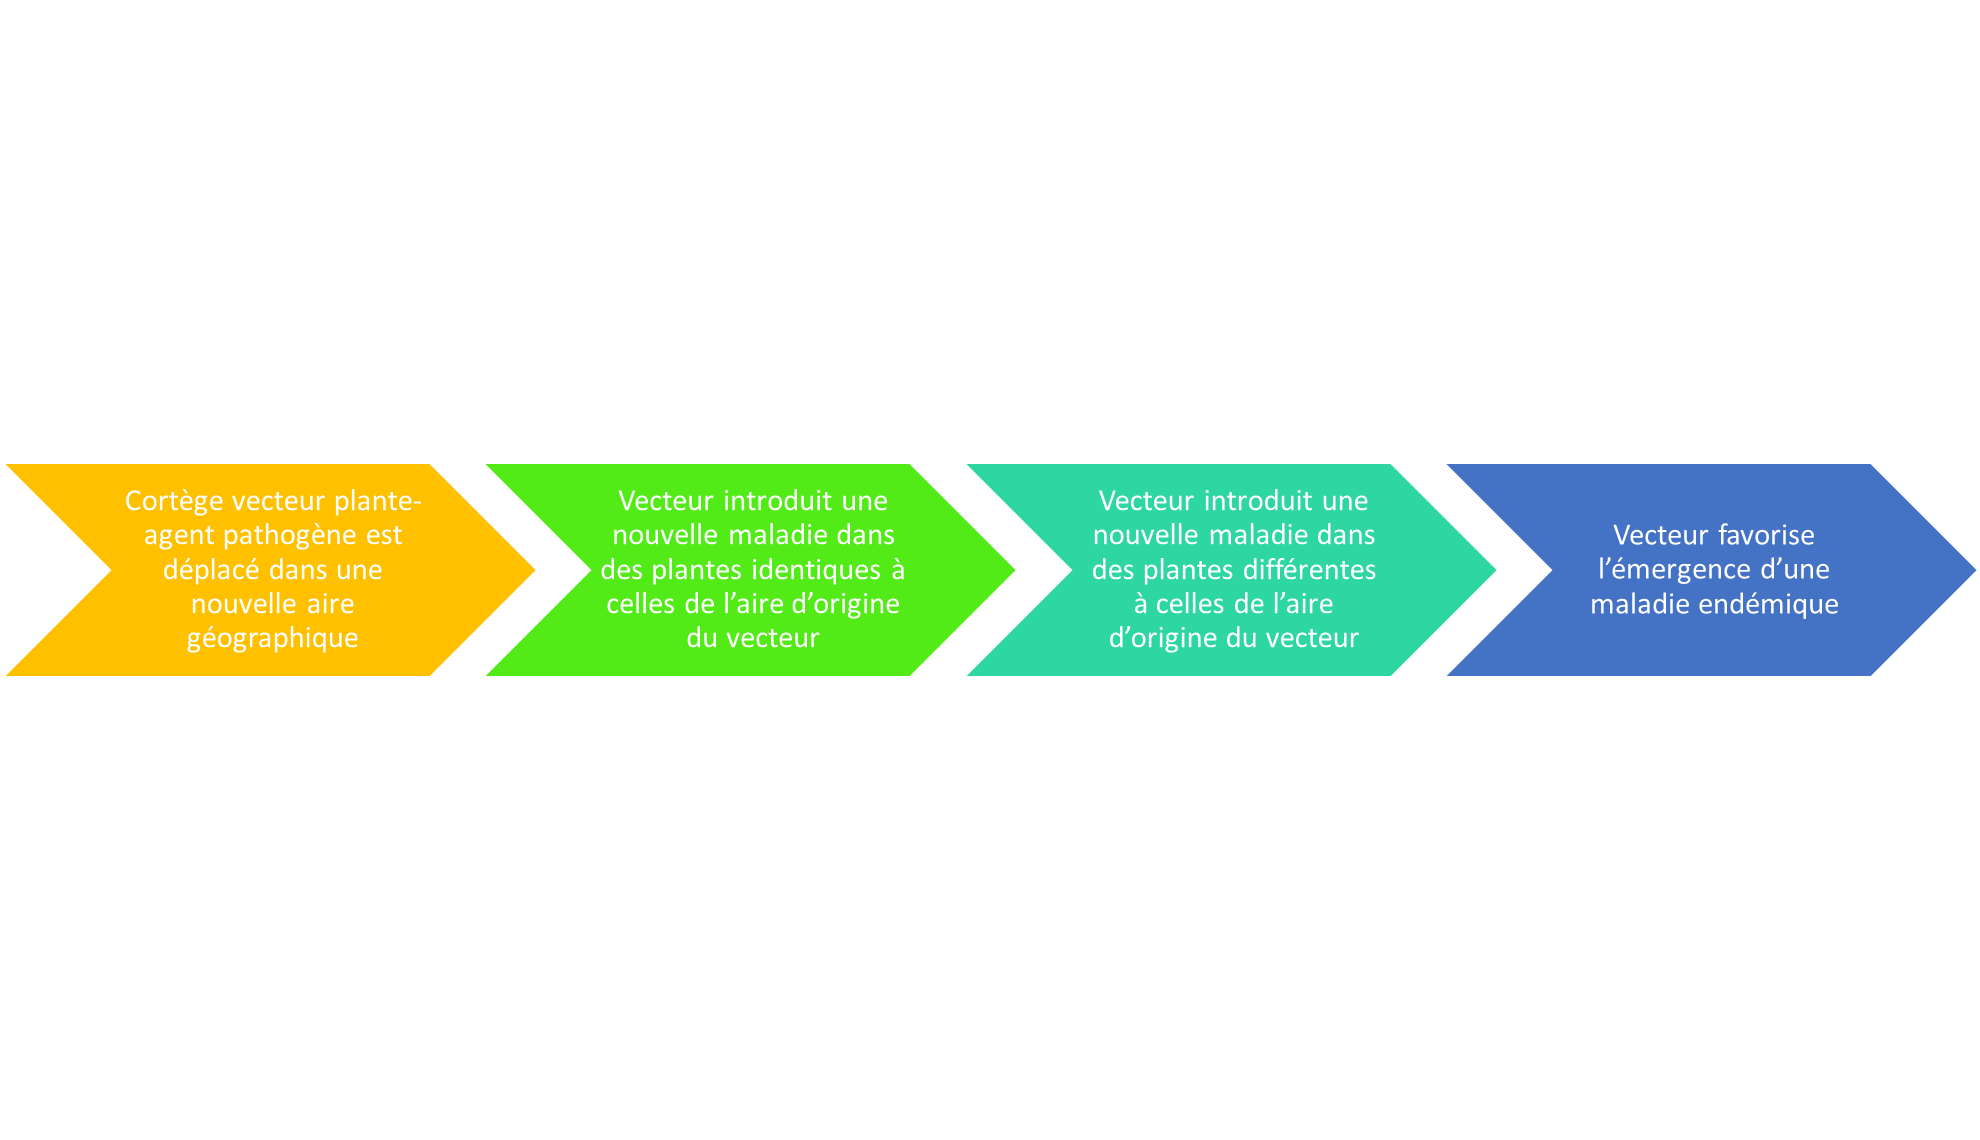 Cortège vecteur plante-
agent pathogène est
déplacé dans une
nouvelle aire
géographique
Vecteur introduit une
nouvelle maladie dans
des plantes identiques à
celles de l’aire d’origine
du vecteur
Vecteur introduit une
nouvelle maladie dans
des plantes différentes
à celles de l’aire
d’origine du vecteur
Vecteur favorise
l’émergence d’une
maladie endémique